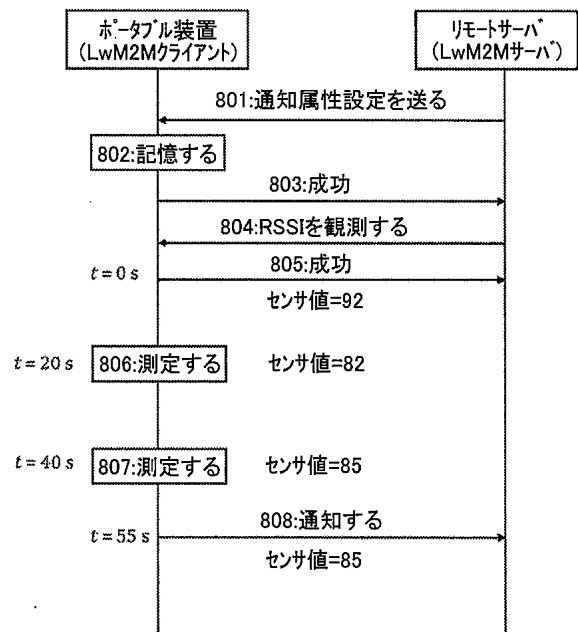 ポータブル装置
(LwM2Mクライアント)
リモートサーバ
(LwM2Mサーバ)
801:通知属性設定を送る
802:記憶する
803:成功
804:RSSIを観測する
t=0 s
805:成功
センサ値=92
t=20 s
806:測定する
センサ値=82
t=40 s
807:測定する
センサ値=85
t=55 s
808:通知する
センサ値=85